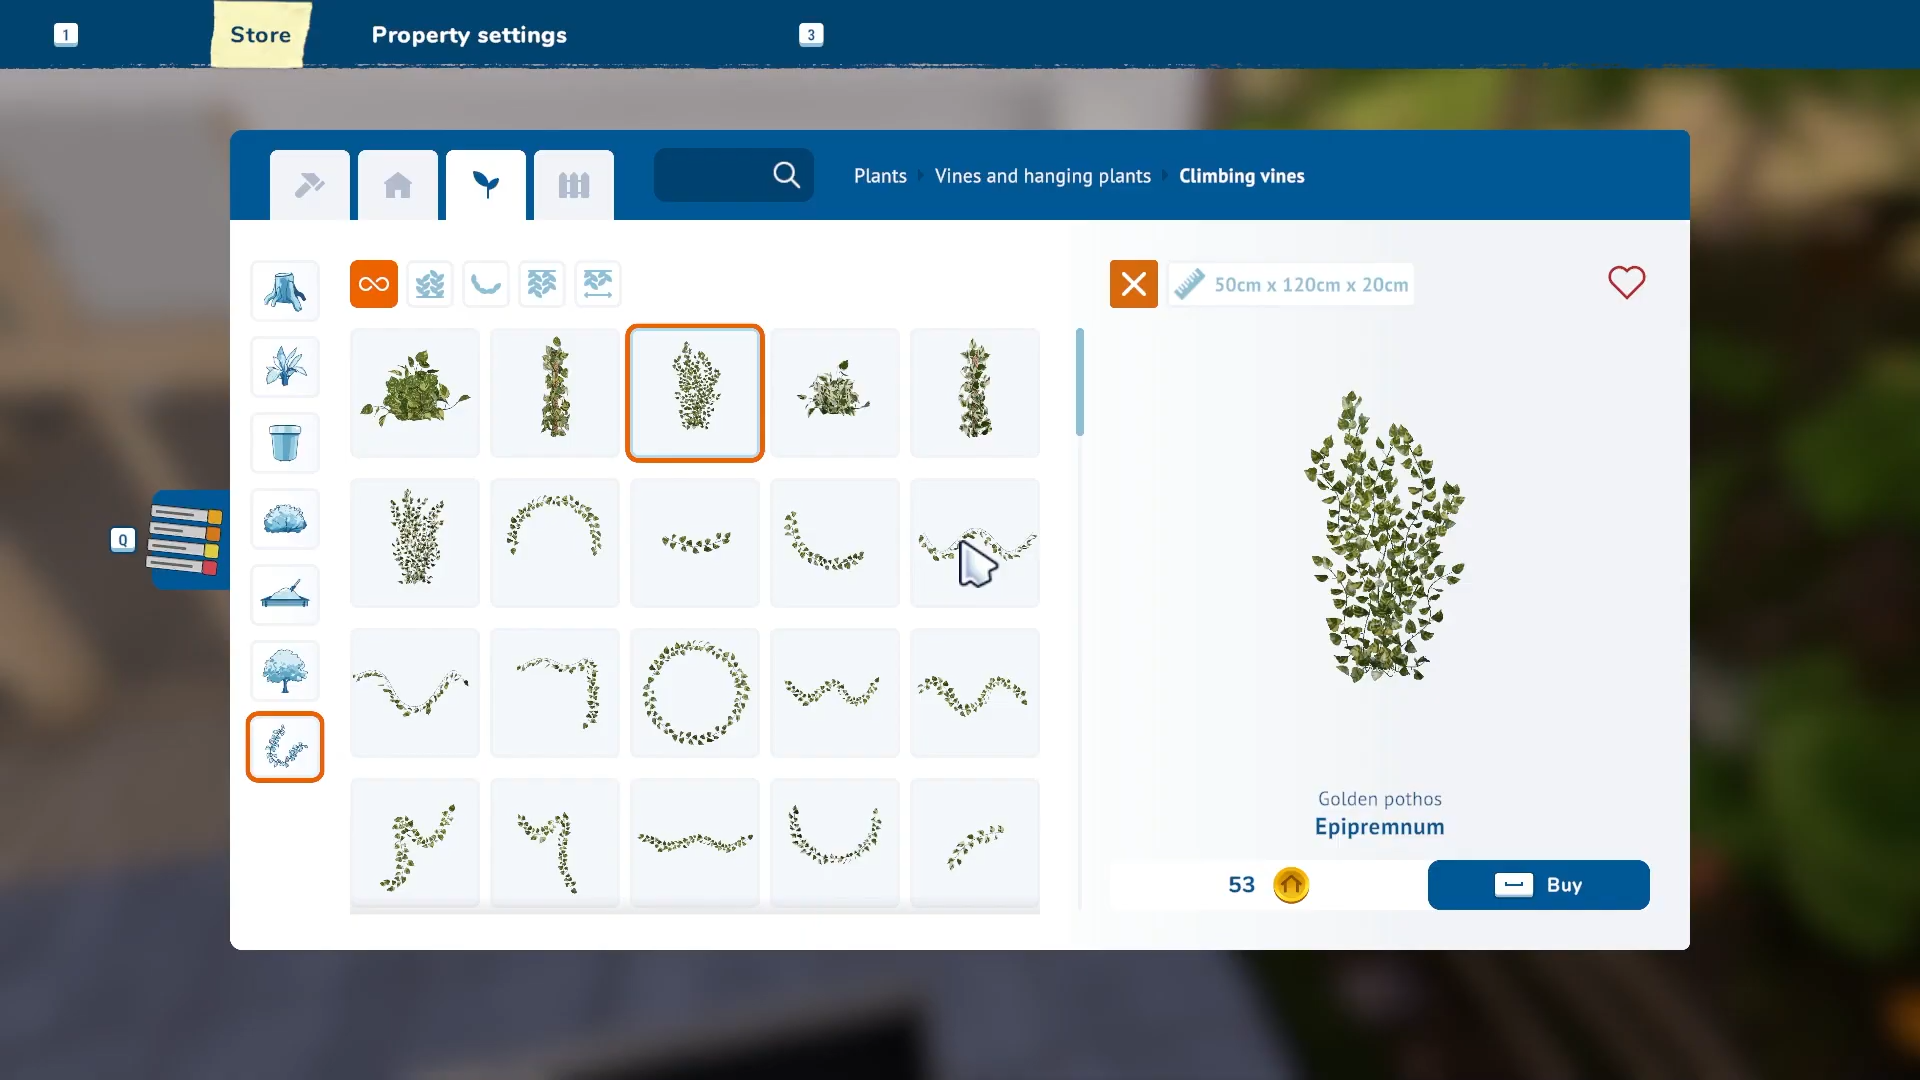 1
Store
Property settings
3
Plants
Vines and hanging plants
Climbing vines
50cm x 120cm x 20cm
Q
Golden pothos
Epipremnum
53
Buy